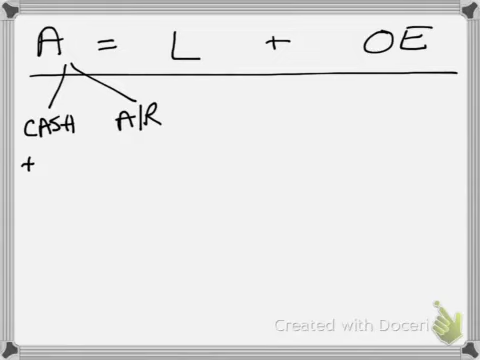 A = L + OE
CASH A/R
+
Created with Doceri